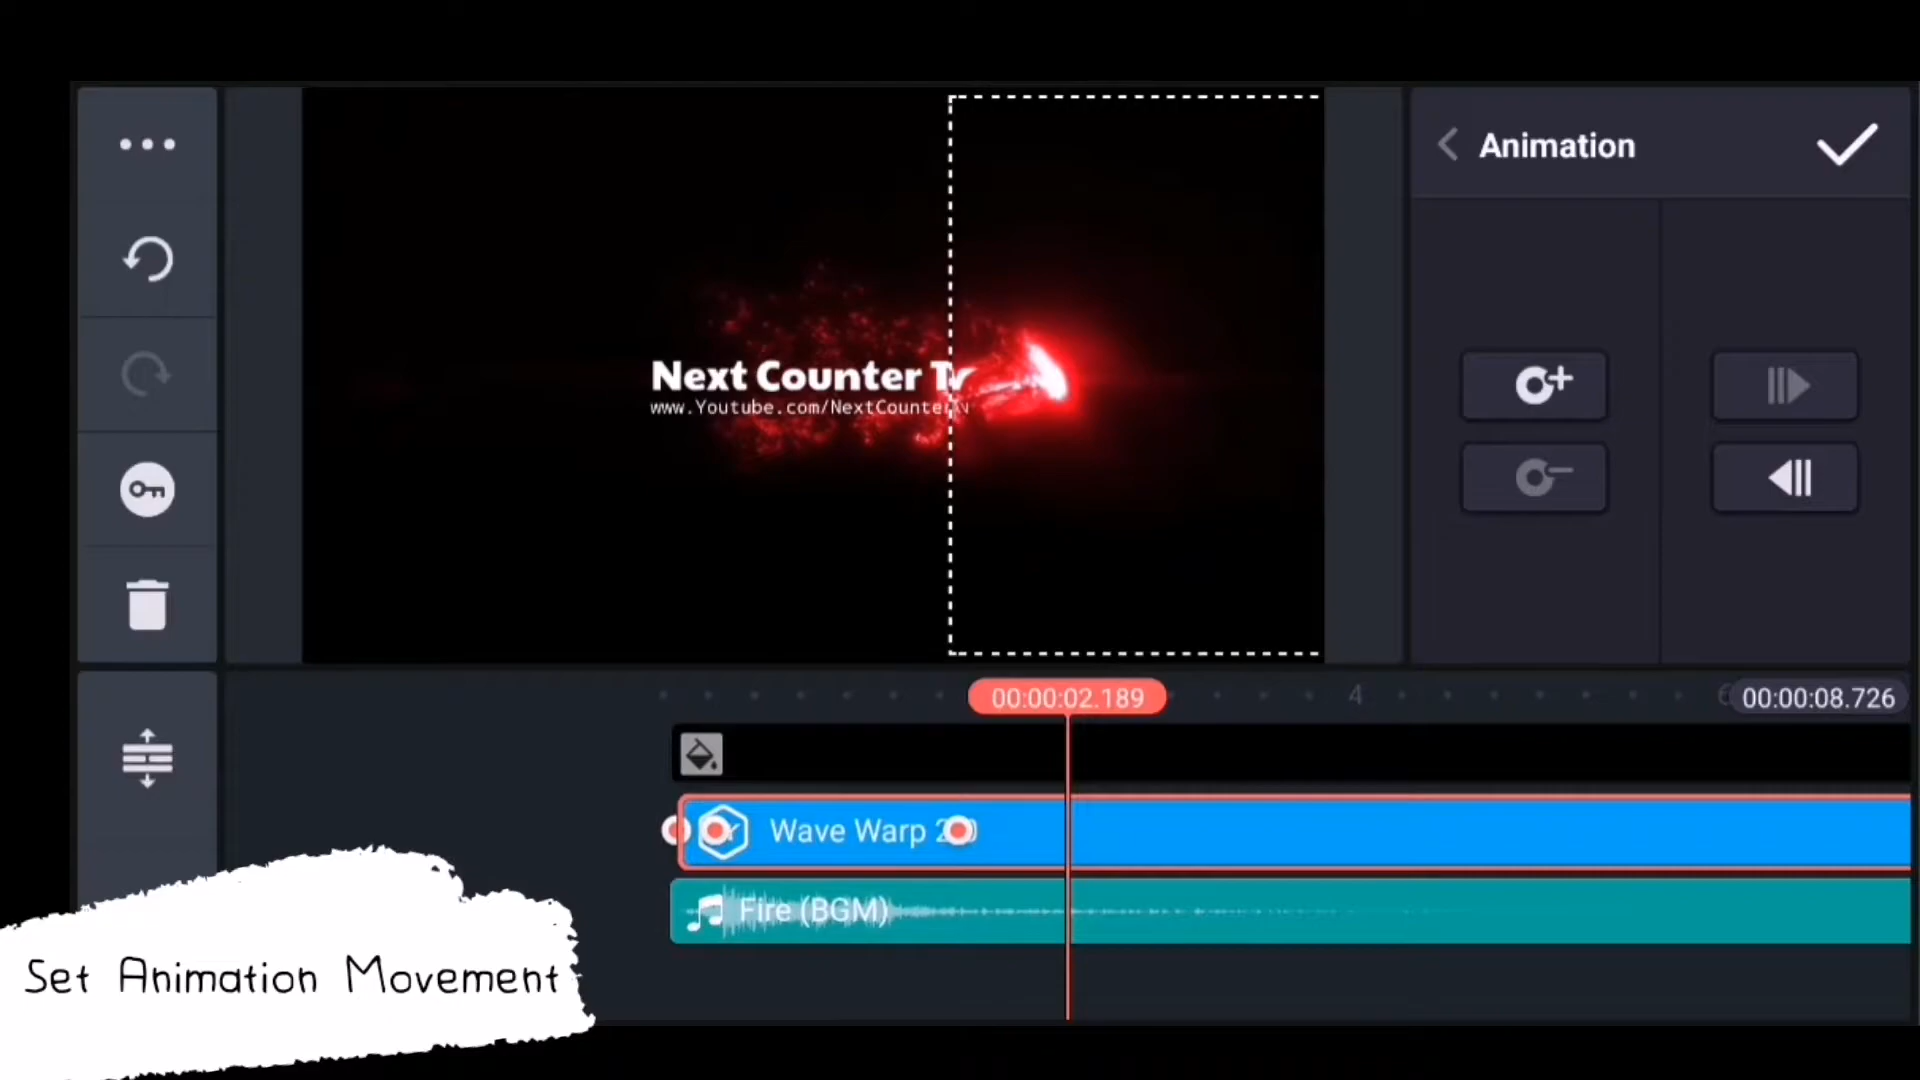 Animation
Next Counter Tv
www.Youtube.com/NextCounterTv
00:00:02.189
4
00:00:08.726
Wave Warp
Fire (BGM)
Set Animation Movement